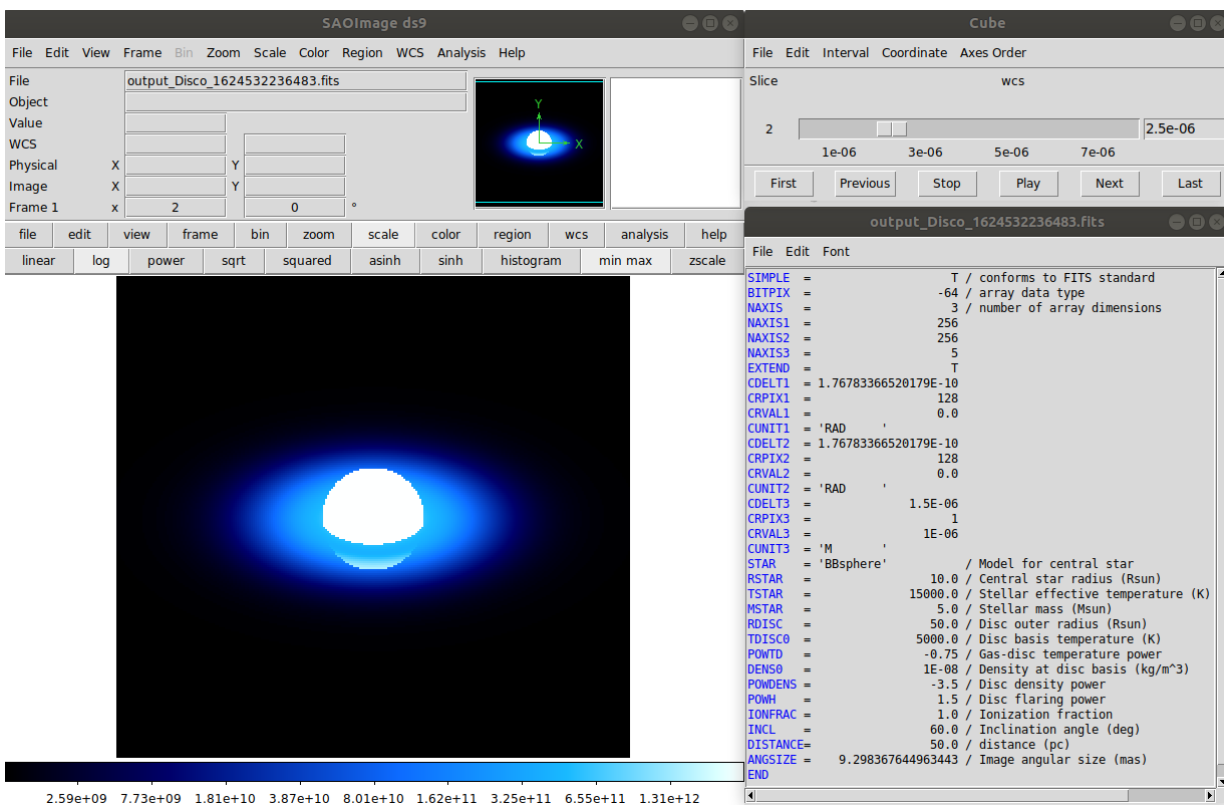 SAOImage ds9
File Edit View Frame Bin Zoom Scale Color Region WCS Analysis Help
File output_Disco_1624532236483.fits
Object
Value
WCS
Physical X Y
Image X Y
Frame 1 x 2 0 °
Y
X
file edit view frame bin zoom scale color region wcs analysis help
linear log power sqrt squared asinh sinh histogram min max zscale
2.59e+09 7.73e+09 1.81e+10 3.87e+10 8.01e+10 1.62e+11 3.25e+11 6.55e+11 1.31e+12
Cube
File Edit Interval Coordinate Axes Order
Slice wcs
2 2.5e-06
1e-06 3e-06 5e-06 7e-06
First Previous Stop Play Next Last
output_Disco_1624532236483.fits
File Edit Font
SIMPLE = T / conforms to FITS standard
BITPIX = -64 / array data type
NAXIS = 3 / number of array dimensions
NAXIS1 = 256
NAXIS2 = 256
NAXIS3 = 5
EXTEND = T
CDELT1 = 1.76783366520179E-10
CRPIX1 = 128
CRVAL1 = 0.0
CUNIT1 = 'RAD '
CDELT2 = 1.76783366520179E-10
CRPIX2 = 128
CRVAL2 = 0.0
CUNIT2 = 'RAD '
CDELT3 = 1.5E-06
CRPIX3 = 1
CRVAL3 = 1E-06
CUNIT3 = 'M '
STAR = 'BBsphere' / Model for central star
RSTAR = 10.0 / Central star radius (Rsun)
TSTAR = 15000.0 / Stellar effective temperature (K)
MSTAR = 5.0 / Stellar mass (Msun)
RDISC = 50.0 / Disc outer radius (Rsun)
TDISC0 = 5000.0 / Disc basis temperature (K)
POWTD = -0.75 / Gas-disc temperature power
DENS0 = 1E-08 / Density at disc basis (kg/m^3)
POWDENS = -3.5 / Disc density power
POWH = 1.5 / Disc flaring power
IONFRAC = 1.0 / Ionization fraction
INCL = 60.0 / Inclination angle (deg)
DISTANCE= 50.0 / distance (pc)
ANGSIZE = 9.298367644963443 / Image angular size (mas)
END